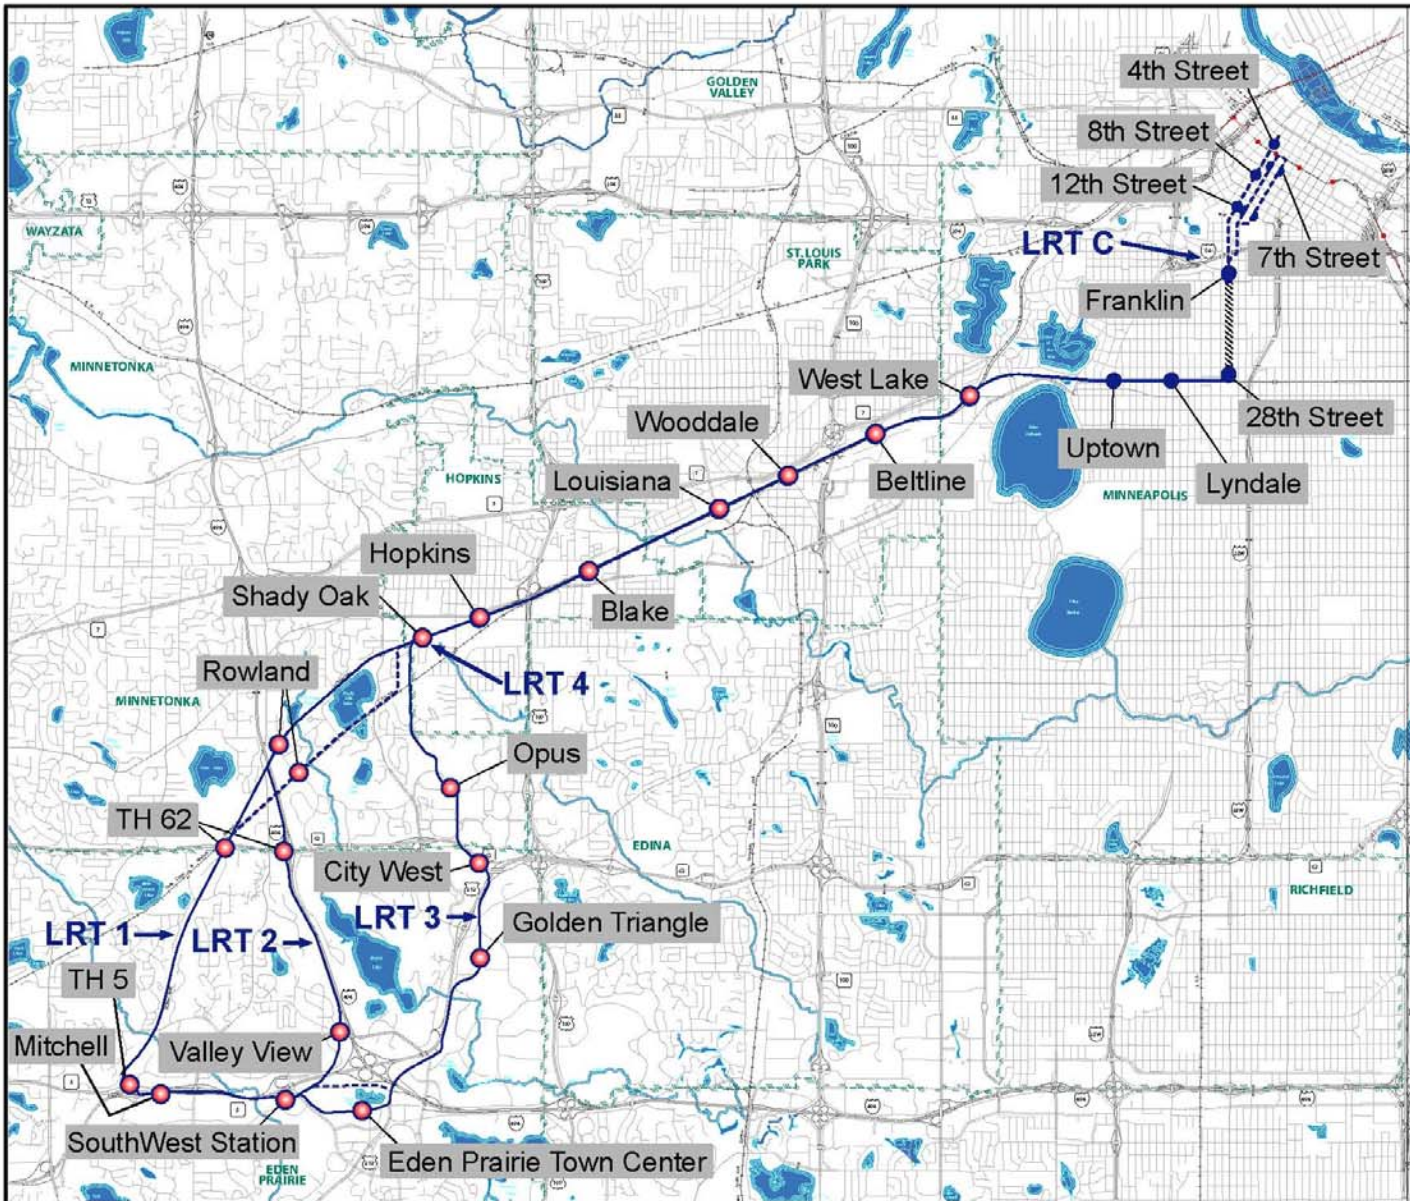 4th Street
GOLDEN
VALLEY
8th Street
12th Street
WAYZATA
ST.LOUIS
PARK
LRT C
7th Street
Franklin
MINNETONKA
West Lake
Wooddale
28th Street
Uptown
HOPKINS
Louisiana
Beltline
Lyndale
MINNEAPOLIS
Hopkins
Shady Oak
Blake
Rowland
LRT 4
MINNETONKA
Opus
TH 62
City West
EDINA
RICHFIELD
LRT 1
LRT 2
LRT 3
Golden Triangle
TH 5
Mitchell
Valley View
SouthWest Station
Eden Prairie Town Center
EDEN
PRAIRIE